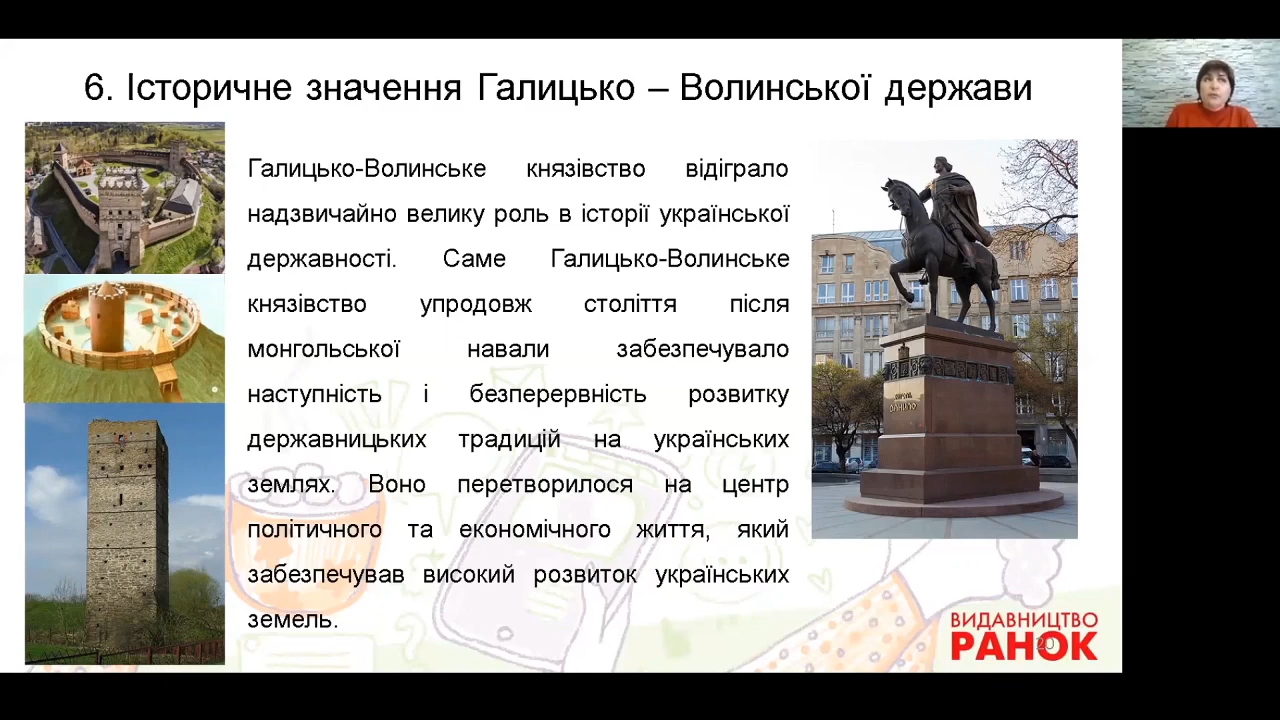 6. Історичне значення Галицько – Волинської держави
Галицько-Волинське князівство відіграло
надзвичайно велику роль в історії української
державності. Саме Галицько-Волинське
князівство упродовж століття після
монгольської навали забезпечувало
наступність і безперервність розвитку
державницьких традицій на українських
землях. Воно перетворилося на центр
політичного та економічного життя, який
забезпечував високий розвиток українських
земель.
ДАНИЛО
ВИДАВНИЦТВО
РАНОК
20